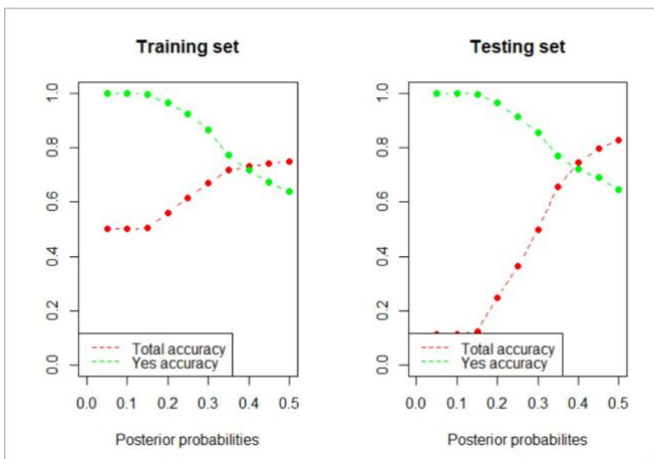 Training set
1.0
0.8
0.6
0.4
0.2
0.0
Total accuracy
Yes accuracy
0.0 0.1 0.2 0.3 0.4 0.5
Posterior probabilities
Testing set
1.0
0.8
0.6
0.4
0.2
0.0
Total accuracy
Yes accuracy
0.0 0.1 0.2 0.3 0.4 0.5
Posterior probabilites